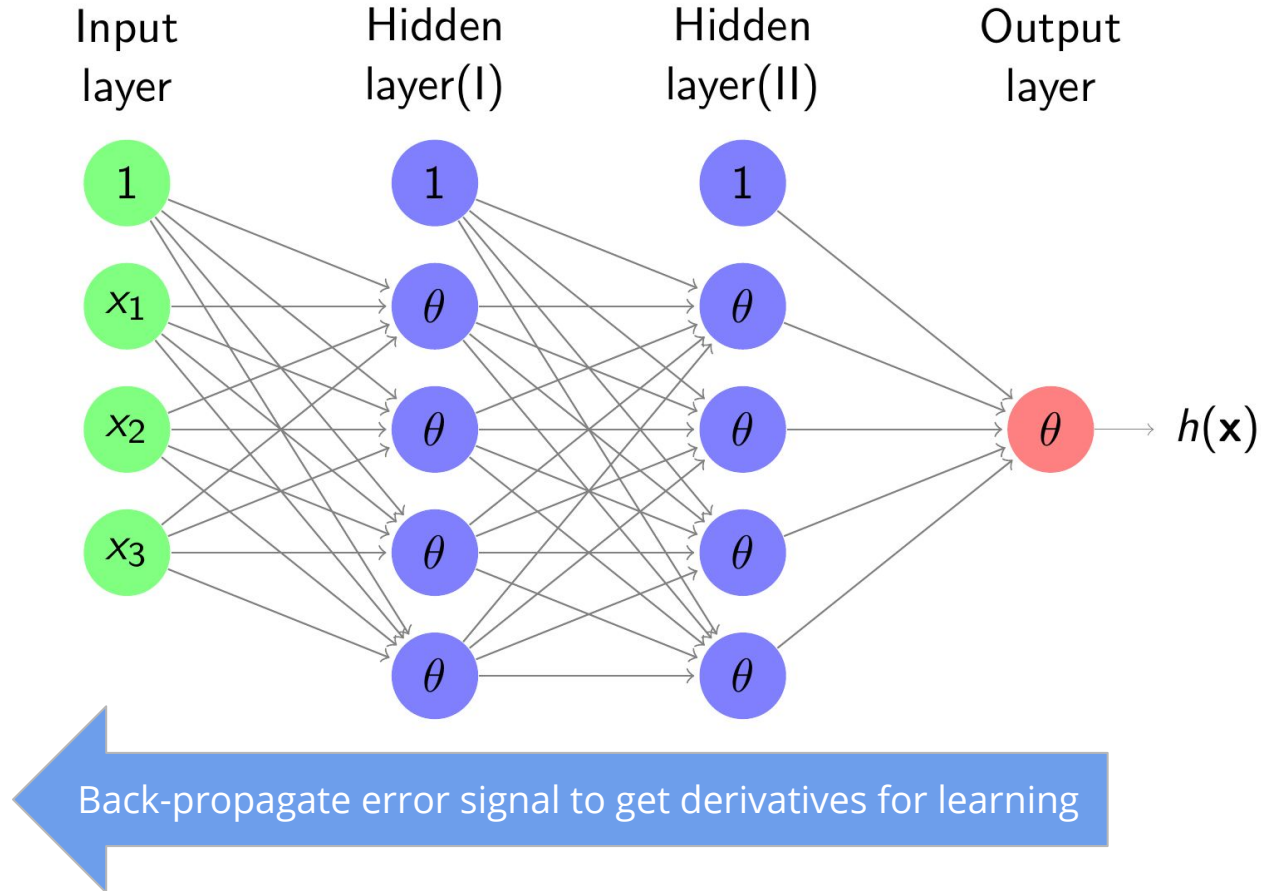 Input
layer
Hidden
layer(I)
Hidden
layer(II)
Output
layer
1
1
1
x₁
θ
θ
x₂
θ
θ
θ
h(𝐱)
x₃
θ
θ
θ
θ
Back-propagate error signal to get derivatives for learning